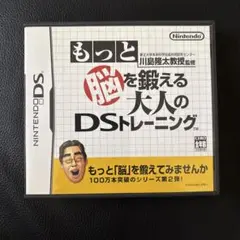 もっと
東北大学未来科学技術共同研究センター
川島隆太教授監修
Nintendo
脳を鍛える
大人の
DSトレーニング
NINTENDO DS
もっと「脳」を鍛えてみませんか
100万本突破のシリーズ第2弾!